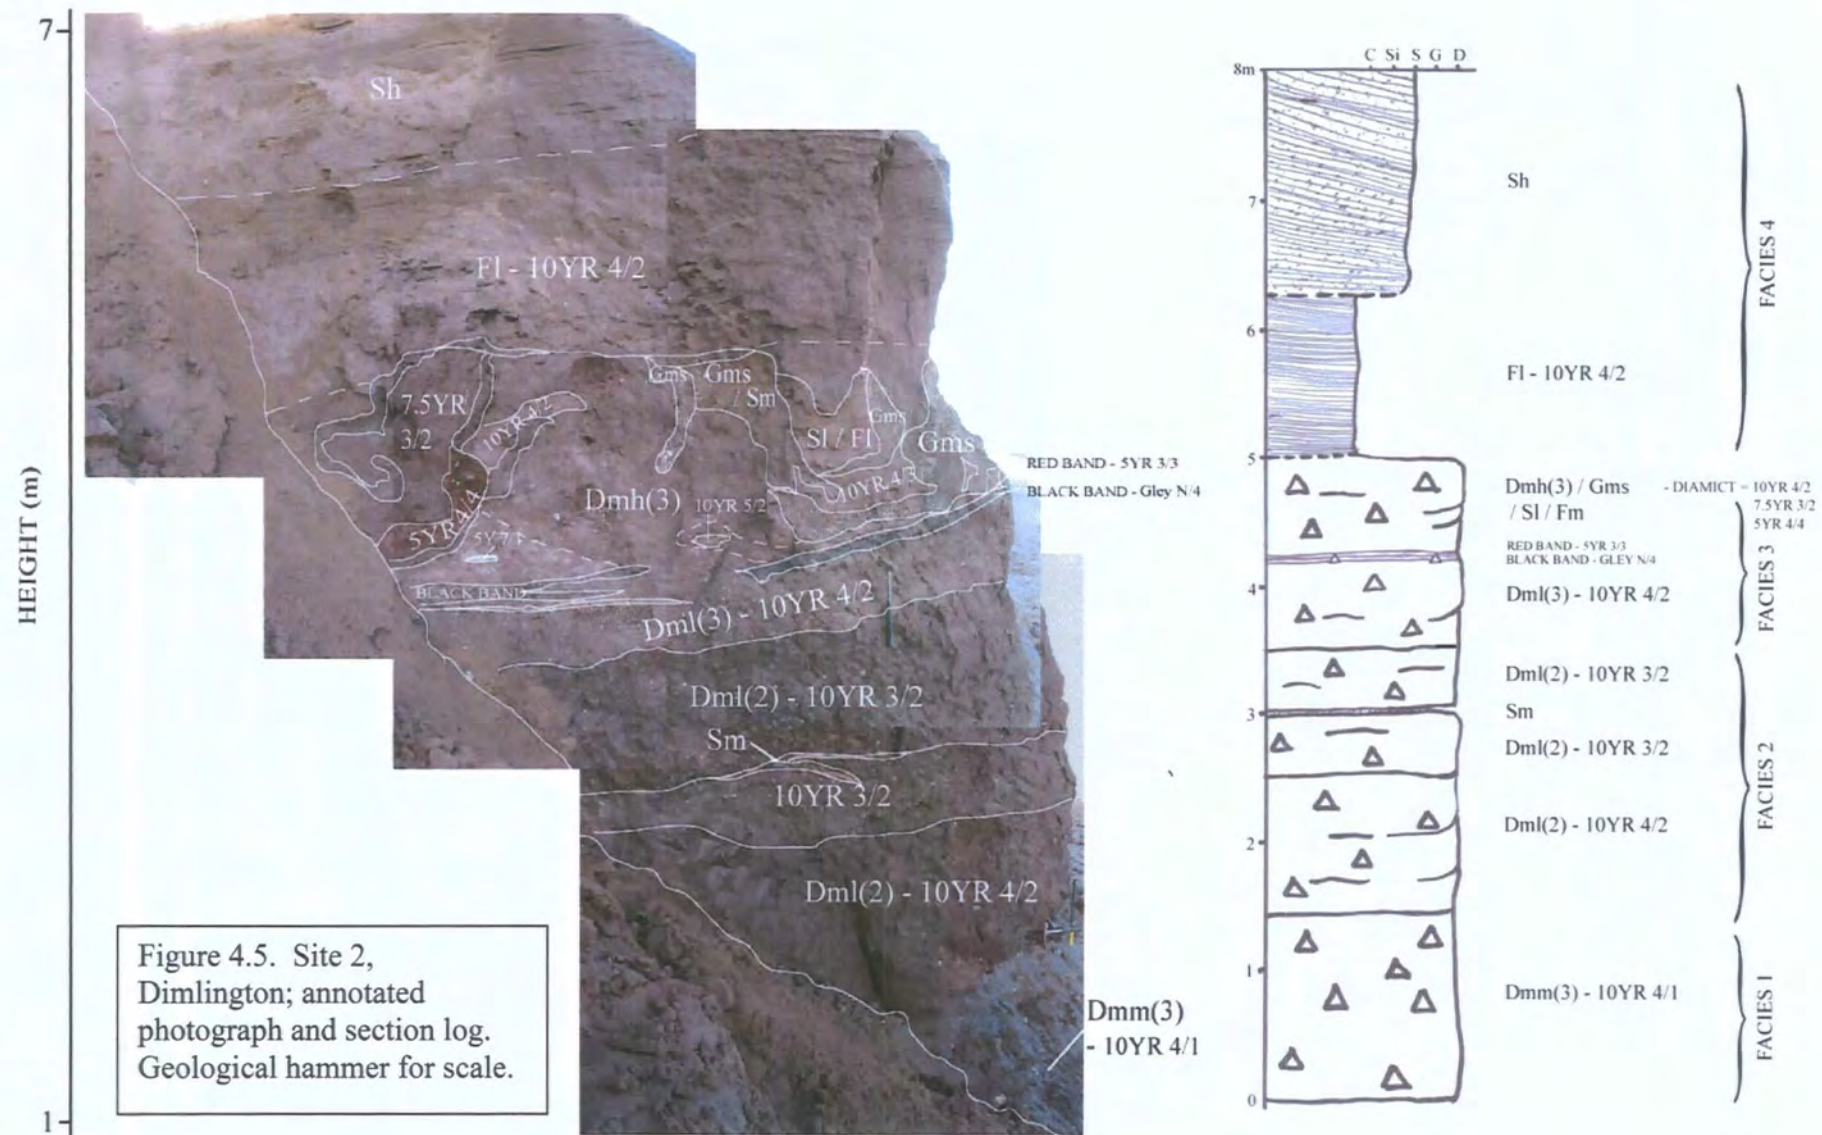 7
HEIGHT (m)
1
Sh
Fl - 10YR 4/2
7.5YR
3/2
10YR 4/2
Gms
Gms
/ Sm
Sl / Fl
Gms
Gms
RED BAND - 5YR 3/3
BLACK BAND - Gley N/4
Dmh(3)
10YR 5/2
10YR 4/3
5YR 4/4
BLACK BAND
Dml(3) - 10YR 4/2
Dml(2) - 10YR 3/2
Sm
10YR 3/2
Dml(2) - 10YR 4/2
Dmm(3)
- 10YR 4/1
Figure 4.5. Site 2,
Dimlington; annotated
photograph and section log.
Geological hammer for scale.
C Si S G D
8m
7
6
5
4
3
2
1
0
Sh
Fl - 10YR 4/2
FACIES 4
Dmh(3) / Gms - DIAMICT = 10YR 4/2
/ Sl / Fm
7.5YR 3/2
5YR 4/4
RED BAND - 5YR 3/3
BLACK BAND - GLEY N/4
Dml(3) - 10YR 4/2
FACIES 3
Dml(2) - 10YR 3/2
Sm
Dml(2) - 10YR 3/2
Dml(2) - 10YR 4/2
FACIES 2
Dmm(3) - 10YR 4/1
FACIES 1